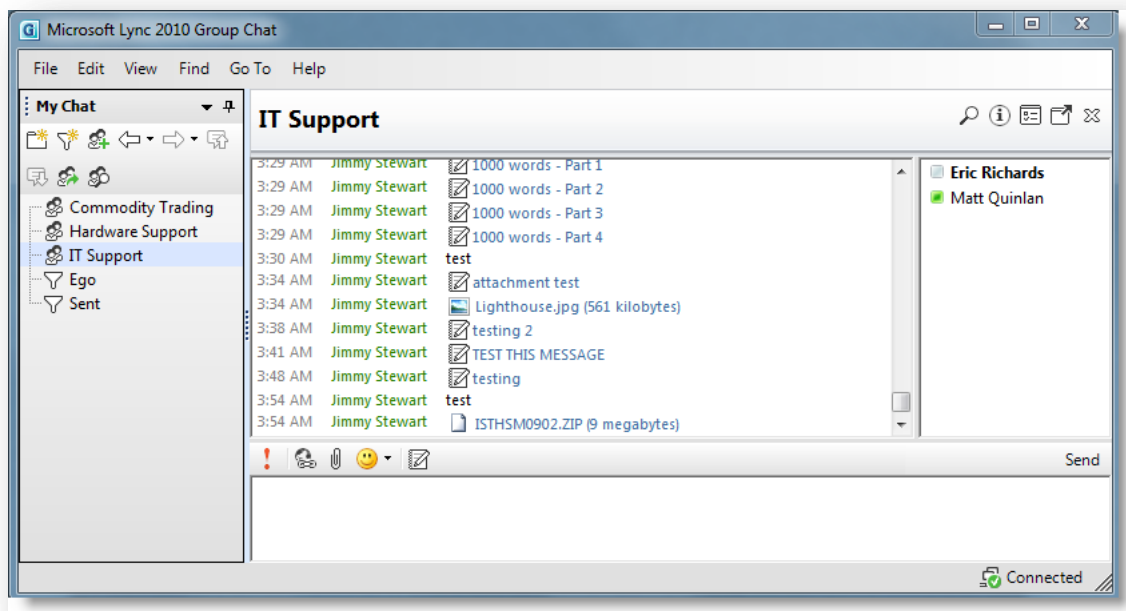 Microsoft Lync 2010 Group Chat
File Edit View Find Go To Help
My Chat
Commodity Trading
Hardware Support
IT Support
Ego
Sent
IT Support
3:29 AM Jimmy Stewart 1000 words - Part 1
3:29 AM Jimmy Stewart 1000 words - Part 2
3:29 AM Jimmy Stewart 1000 words - Part 3
3:29 AM Jimmy Stewart 1000 words - Part 4
3:30 AM Jimmy Stewart test
3:34 AM Jimmy Stewart attachment test
3:34 AM Jimmy Stewart Lighthouse.jpg (561 kilobytes)
3:38 AM Jimmy Stewart testing 2
3:41 AM Jimmy Stewart TEST THIS MESSAGE
3:48 AM Jimmy Stewart testing
3:54 AM Jimmy Stewart test
3:54 AM Jimmy Stewart ISTHSM0902.ZIP (9 megabytes)
Eric Richards
Matt Quinlan
Send
Connected